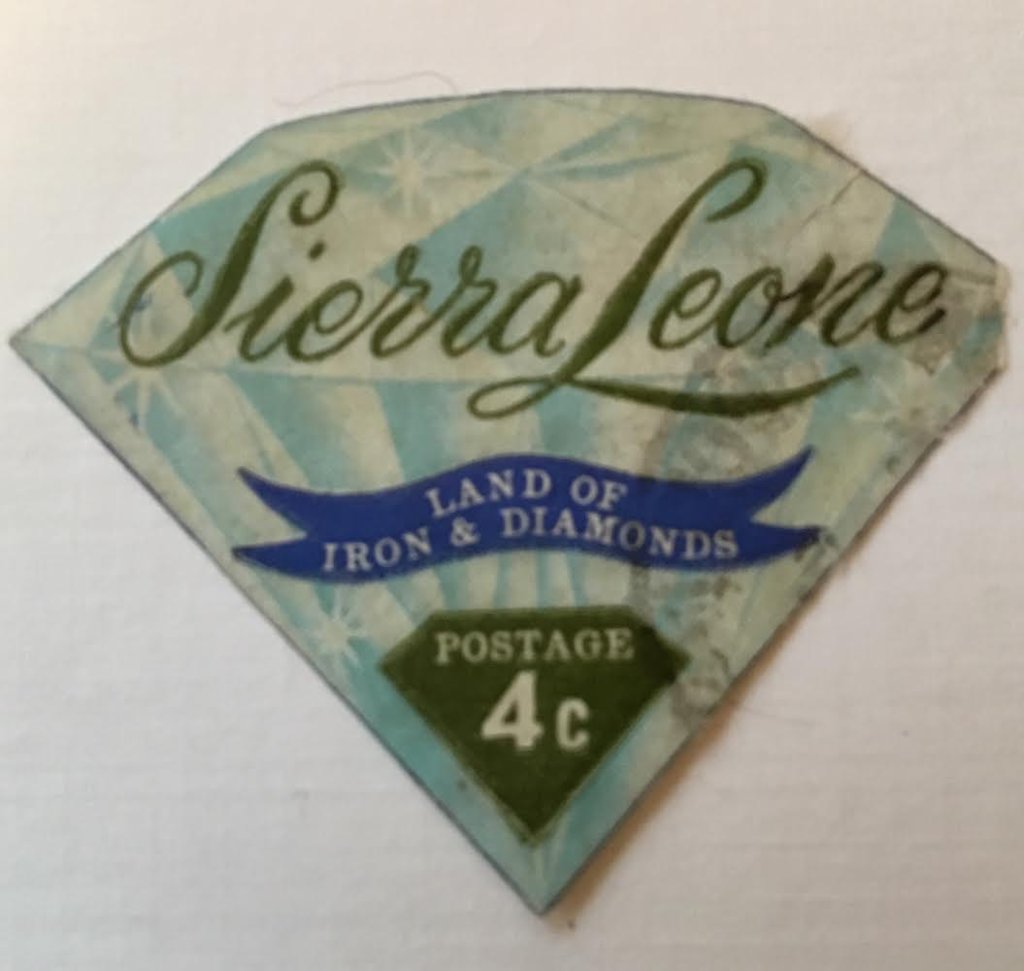 Sierra Leone
LAND OF
IRON & DIAMONDS
POSTAGE
4c